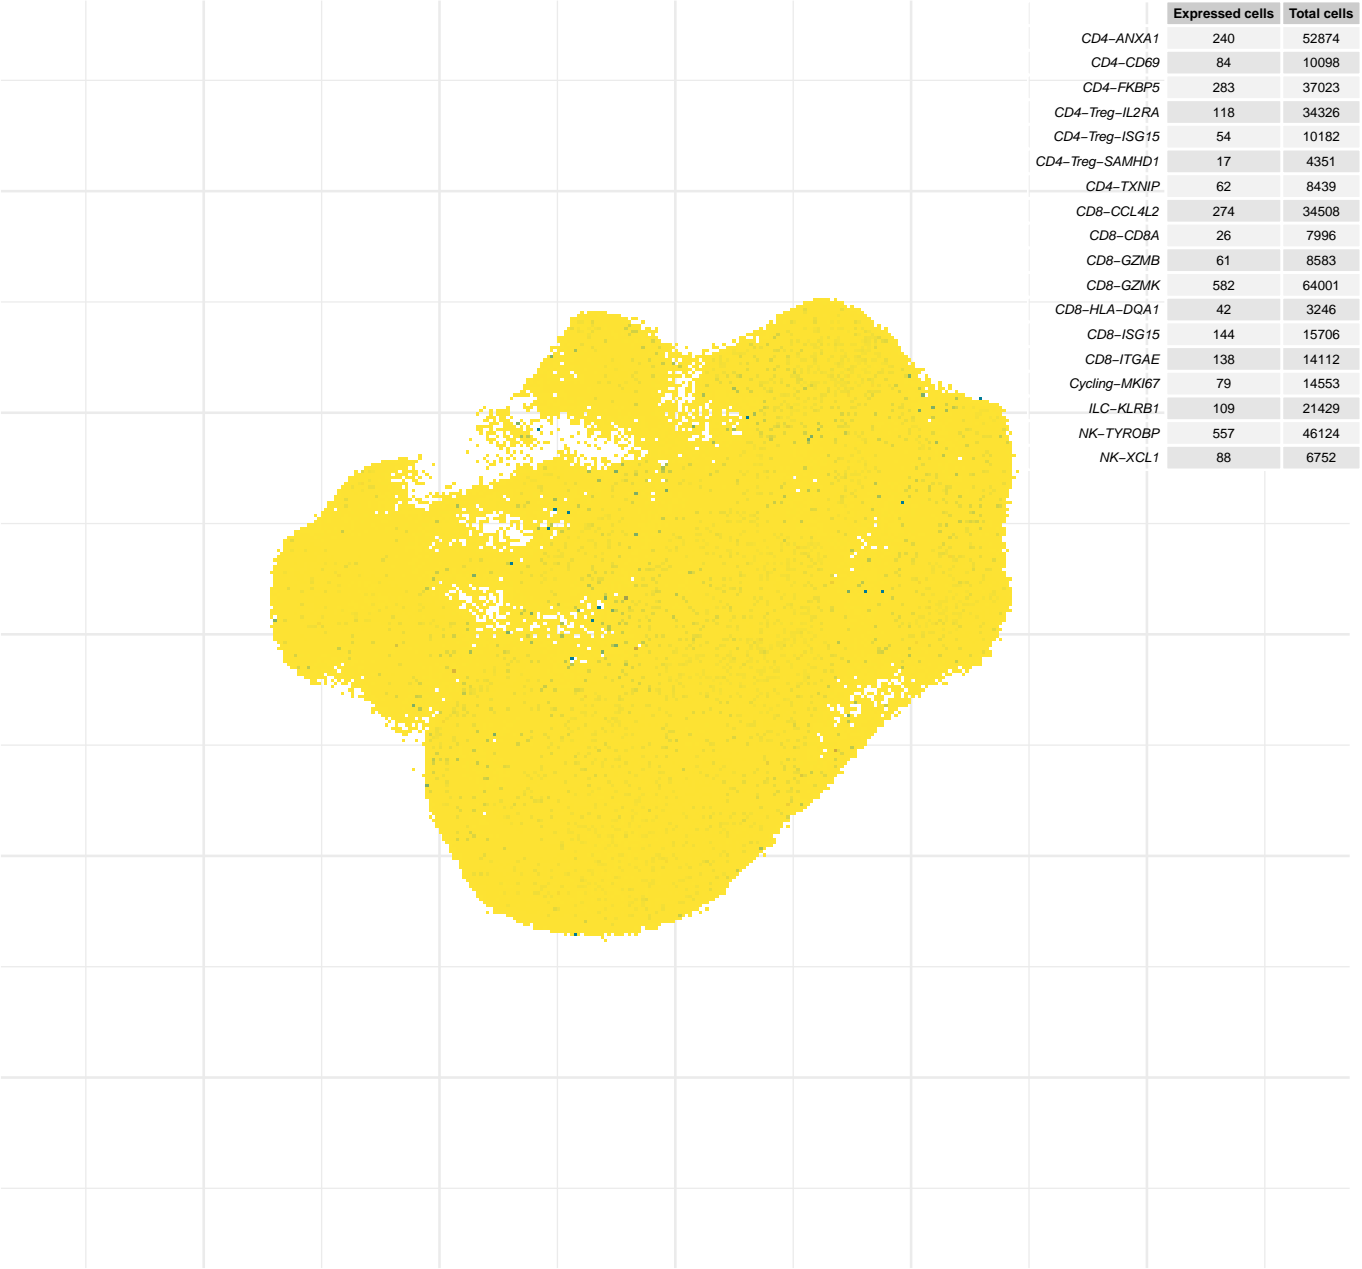 Expressed cells Total cells
CD4−ANXA1 240 52874
CD4−CD69 84 10098
CD4−FKBP5 283 37023
CD4−Treg−IL2RA 118 34326
CD4−Treg−ISG15 54 10182
CD4−Treg−SAMHD1 17 4351
CD4−TXNIP 62 8439
CD8−CCL4L2 274 34508
CD8−CD8A 26 7996
CD8−GZMB 61 8583
CD8−GZMK 582 64001
CD8−HLA−DQA1 42 3246
CD8−ISG15 144 15706
CD8−ITGAE 138 14112
Cycling−MKI67 79 14553
ILC−KLRB1 109 21429
NK−TYROBP 557 46124
NK−XCL1 88 6752